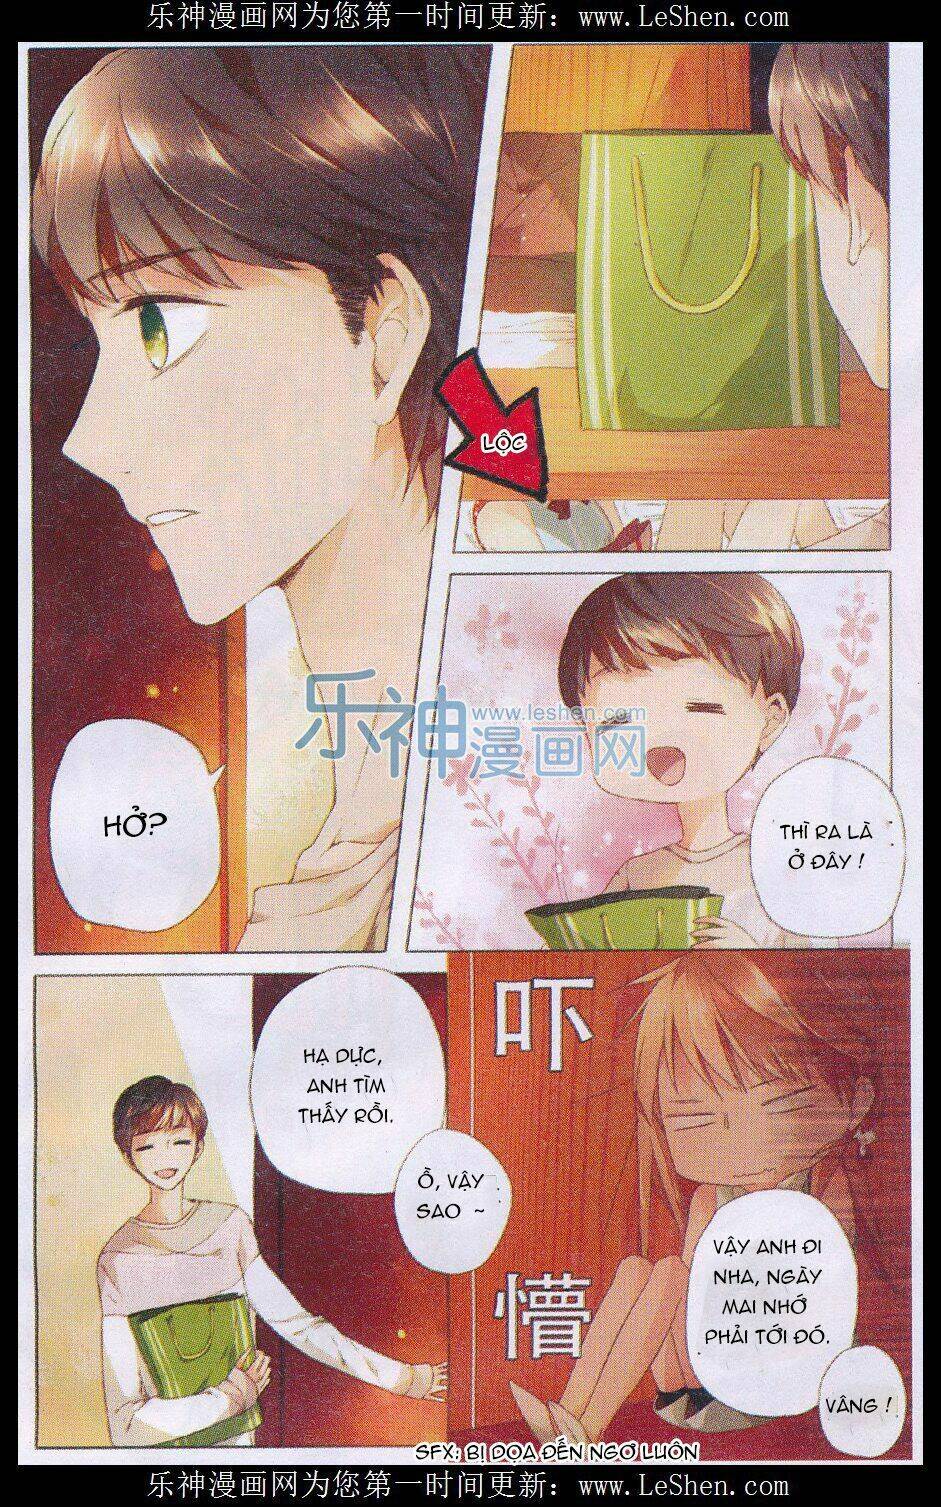 乐神漫画网为您第一时间更新：www.LeShen.com
LỘC
HỞ?
乐神漫画网
www.leshen.com
THÌ RA LÀ
Ở ĐÂY !
HẠ DỰC,
ANH TÌM
THẤY RỒI.
Ồ, VẬY
SAO ~
吓
懵
VẬY ANH ĐI
NHA, NGÀY
MAI NHỚ
PHẢI TỚI ĐÓ.
VÂNG !
SFX: BỊ DỌA ĐẾN NGƠ LUÔN
乐神漫画网为您第一时间更新：www.LeShen.com